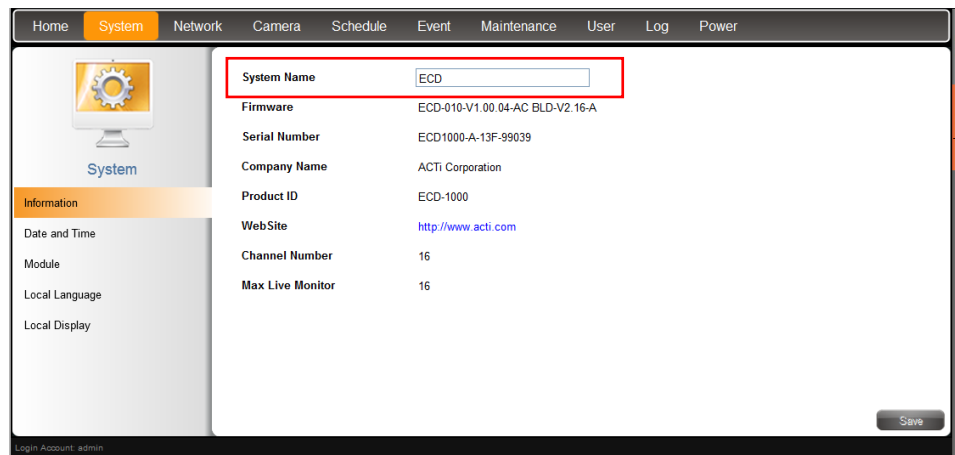 Home System Network Camera Schedule Event Maintenance User Log Power
System
Information
Date and Time
Module
Local Language
Local Display
System Name ECD
Firmware ECD-010-V1.00.04-AC BLD-V2.16-A
Serial Number ECD1000-A-13F-99039
Company Name ACTi Corporation
Product ID ECD-1000
WebSite http://www.acti.com
Channel Number 16
Max Live Monitor 16
Save
Login Account: admin